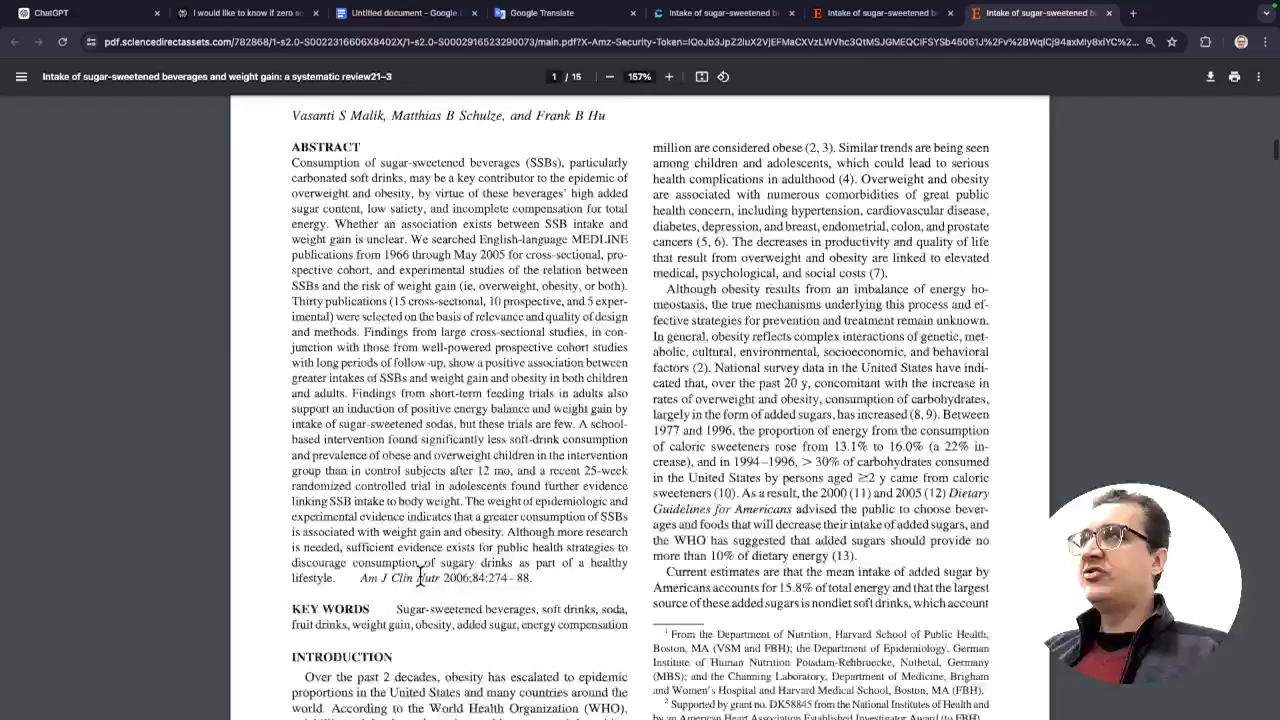 ChatGPT
I would like to know if zero s
Untitled document - Google
Google Translate
Intake of sugar-sweetened b
Intake of sugar-sweetened b
Intake of sugar-sweetened b
pdf.sciencedirectassets.com/782868/1-s2.0-S0022316606X8402X/1-s2.0-S0002916523290073/main.pdf?X-Amz-Security-Token=
Intake of sugar-sweetened beverages and weight gain: a systematic review21–3
1 / 15
157%
Vasanti S Malik, Matthias B Schulze, and Frank B Hu
ABSTRACT
Consumption of sugar-sweetened beverages (SSBs), particularly
carbonated soft drinks, may be a key contributor to the epidemic of
overweight and obesity, by virtue of these beverages' high added
sugar content, low satiety, and incomplete compensation for total
energy. Whether an association exists between SSB intake and
weight gain is unclear. We searched English-language MEDLINE
publications from 1966 through May 2005 for cross-sectional, pro-
spective cohort, and experimental studies of the relation between
SSBs and the risk of weight gain (ie, overweight, obesity, or both).
Thirty publications (15 cross-sectional, 10 prospective, and 5 exper-
imental) were selected on the basis of relevance and quality of design
and methods. Findings from large cross-sectional studies, in con-
junction with those from well-powered prospective cohort studies
with long periods of follow-up, show a positive association between
greater intakes of SSBs and weight gain and obesity in both children
and adults. Findings from short-term feeding trials in adults also
support an induction of positive energy balance and weight gain by
intake of sugar-sweetened sodas, but these trials are few. A school-
based intervention found significantly less soft-drink consumption
and prevalence of obese and overweight children in the intervention
group than in control subjects after 12 mo, and a recent 25-week
randomized controlled trial in adolescents found further evidence
linking SSB intake to body weight. The weight of epidemiologic and
experimental evidence indicates that a greater consumption of SSBs
is associated with weight gain and obesity. Although more research
is needed, sufficient evidence exists for public health strategies to
discourage consumption of sugary drinks as part of a healthy
lifestyle. Am J Clin Nutr 2006;84:274–88.
KEY WORDS Sugar-sweetened beverages, soft drinks, soda,
fruit drinks, weight gain, obesity, added sugar, energy compensation
INTRODUCTION
Over the past 2 decades, obesity has escalated to epidemic
proportions in the United States and many countries around the
world. According to the World Health Organization (WHO),
million are considered obese (2, 3). Similar trends are being seen
among children and adolescents, which could lead to serious
health complications in adulthood (4). Overweight and obesity
are associated with numerous comorbidities of great public
health concern, including hypertension, cardiovascular disease,
diabetes, depression, and breast, endometrial, colon, and prostate
cancers (5, 6). The decreases in productivity and quality of life
that result from overweight and obesity are linked to elevated
medical, psychological, and social costs (7).
Although obesity results from an imbalance of energy ho-
meostasis, the true mechanisms underlying this process and ef-
fective strategies for prevention and treatment remain unknown.
In general, obesity reflects complex interactions of genetic, met-
abolic, cultural, environmental, socioeconomic, and behavioral
factors (2). National survey data in the United States have indi-
cated that, over the past 20 y, concomitant with the increase in
rates of overweight and obesity, consumption of carbohydrates,
largely in the form of added sugars, has increased (8, 9). Between
1977 and 1996, the proportion of energy from the consumption
of caloric sweeteners rose from 13.1% to 16.0% (a 22% in-
crease), and in 1994–1996, > 30% of carbohydrates consumed
in the United States by persons aged ≥2 y came from caloric
sweeteners (10). As a result, the 2000 (11) and 2005 (12) Dietary
Guidelines for Americans advised the public to choose bever-
ages and foods that will decrease their intake of added sugars, and
the WHO has suggested that added sugars should provide no
more than 10% of dietary energy (13).
Current estimates are that the mean intake of added sugar by
Americans accounts for 15.8% of total energy and that the largest
source of these added sugars is nondiet soft drinks, which account
1 From the Department of Nutrition, Harvard School of Public Health,
Boston, MA (VSM and FBH); the Department of Epidemiology, German
Institute of Human Nutrition Potsdam-Rehbruecke, Nuthetal, Germany
(MBS); and the Channing Laboratory, Department of Medicine, Brigham
and Women's Hospital and Harvard Medical School, Boston, MA (FBH).
2 Supported by grant no. DK58845 from the National Institutes of Health and
by an American Heart Association Established Investigator Award (to FBH)